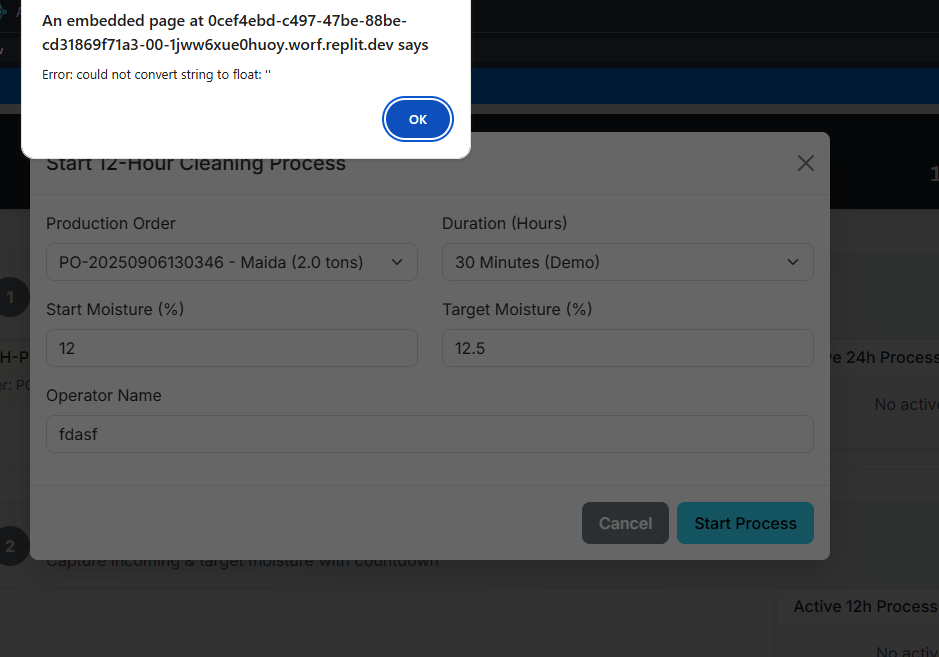 An embedded page at 0cef4ebd-c497-47be-88be-
cd31869f71a3-00-1jww6xue0huoy.worf.replit.dev says
Error: could not convert string to float: ''
OK
Start 12-Hour Cleaning Process
1
Production Order
Duration (Hours)
PO-20250906130346 - Maida (2.0 tons)
30 Minutes (Demo)
1
Start Moisture (%)
Target Moisture (%)
12
12.5
H-P
ve 24h Process
er: PO
Operator Name
No activ
fdasf
Cancel
Start Process
2
Capture incoming & target moisture with countdown
Active 12h Process
No activ